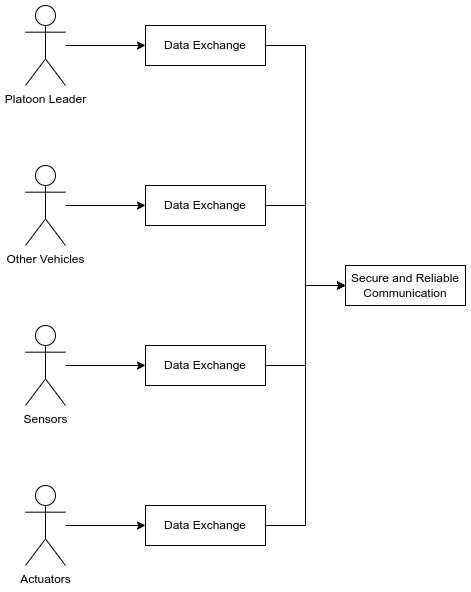 Data Exchange
Platoon Leader
Data Exchange
Other Vehicles
Secure and Reliable
Communication
Data Exchange
Sensors
Data Exchange
Actuators